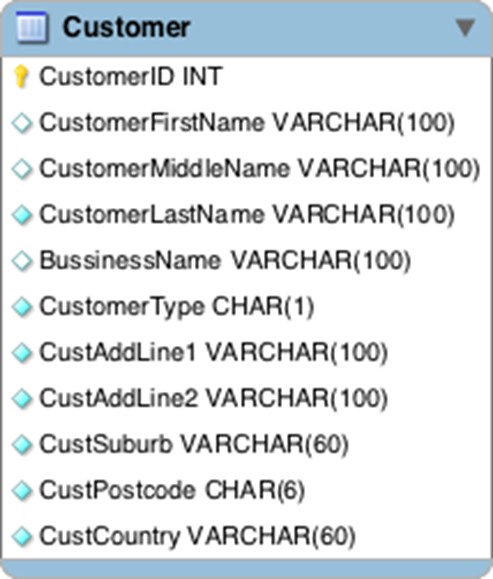 Customer
CustomerID INT
CustomerFirstName VARCHAR(100)
CustomerMiddleName VARCHAR(100)
CustomerLastName VARCHAR(100)
BussinessName VARCHAR(100)
CustomerType CHAR(1)
CustAddLine1 VARCHAR(100)
CustAddLine2 VARCHAR(100)
CustSuburb VARCHAR(60)
CustPostcode CHAR(6)
CustCountry VARCHAR(60)